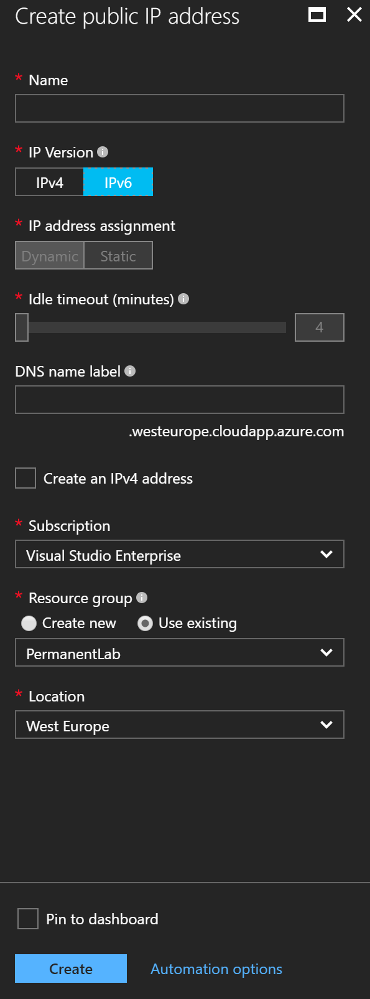 Create public IP address
* Name
* IP Version
IPv4 IPv6
* IP address assignment
Dynamic Static
* Idle timeout (minutes)
4
DNS name label
.westeurope.cloudapp.azure.com
Create an IPv4 address
* Subscription
Visual Studio Enterprise
* Resource group
Create new Use existing
PermanentLab
* Location
West Europe
Pin to dashboard
Create Automation options